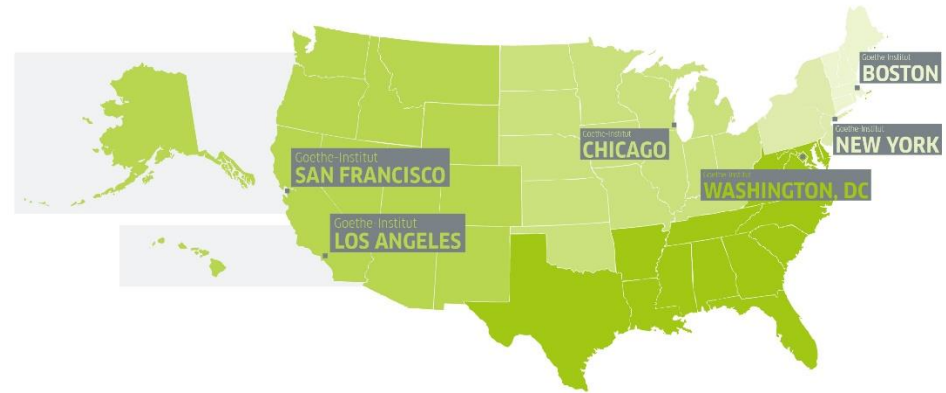 Goethe-Institut
BOSTON
Goethe-Institut
NEW YORK
Goethe-Institut
CHICAGO
Goethe-Institut
SAN FRANCISCO
Goethe-Institut
WASHINGTON, DC
Goethe-Institut
LOS ANGELES